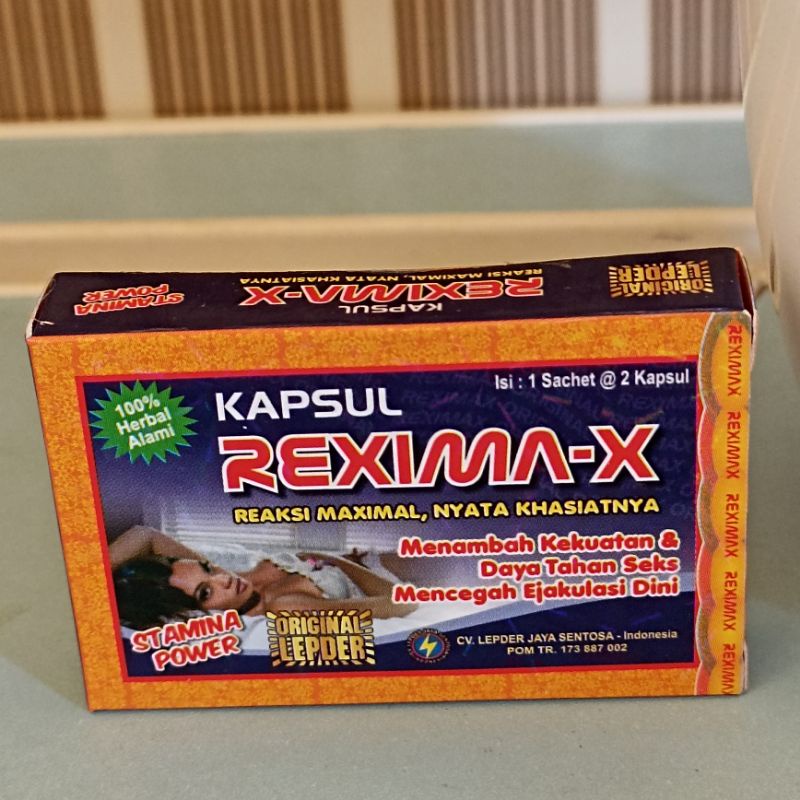 STAMINA POWER
KAPSUL
REXIMA-X
REAKSI MAXIMAL, NYATA KHASIATNYA
ORIGINAL LEPDER
100%
Herbal
Alami
Isi : 1 Sachet @ 2 Kapsul
KAPSUL
REXIMA-X
REAKSI MAXIMAL, NYATA KHASIATNYA
Menambah Kekuatan &
Daya Tahan Seks
Mencegah Ejakulasi Dini
STAMINA
POWER
ORIGINAL
LEPDER
CV. LEPDER JAYA SENTOSA - Indonesia
POM TR. 173 887 002
REXIMAX
REXIMAX
REXIMAX
REXIMAX
REXIMAX